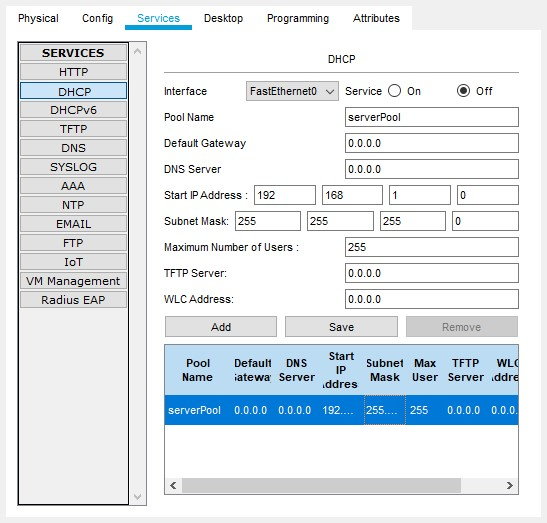 Physical Config Services Desktop Programming Attributes
SERVICES
HTTP
DHCP
DHCPv6
TFTP
DNS
SYSLOG
AAA
NTP
EMAIL
FTP
IoT
VM Management
Radius EAP
DHCP
Interface FastEthernet0 Service On Off
Pool Name serverPool
Default Gateway 0.0.0.0
DNS Server 0.0.0.0
Start IP Address : 192 168 1 0
Subnet Mask: 255 255 255 0
Maximum Number of Users : 255
TFTP Server: 0.0.0.0
WLC Address: 0.0.0.0
Add Save Remove
Pool Name Default Gateway DNS Server Start IP Addres Subnet Mask Max User TFTP Server WLC Addre
serverPool 0.0.0.0 0.0.0.0 192.... 255.... 255 0.0.0.0 0.0.0.